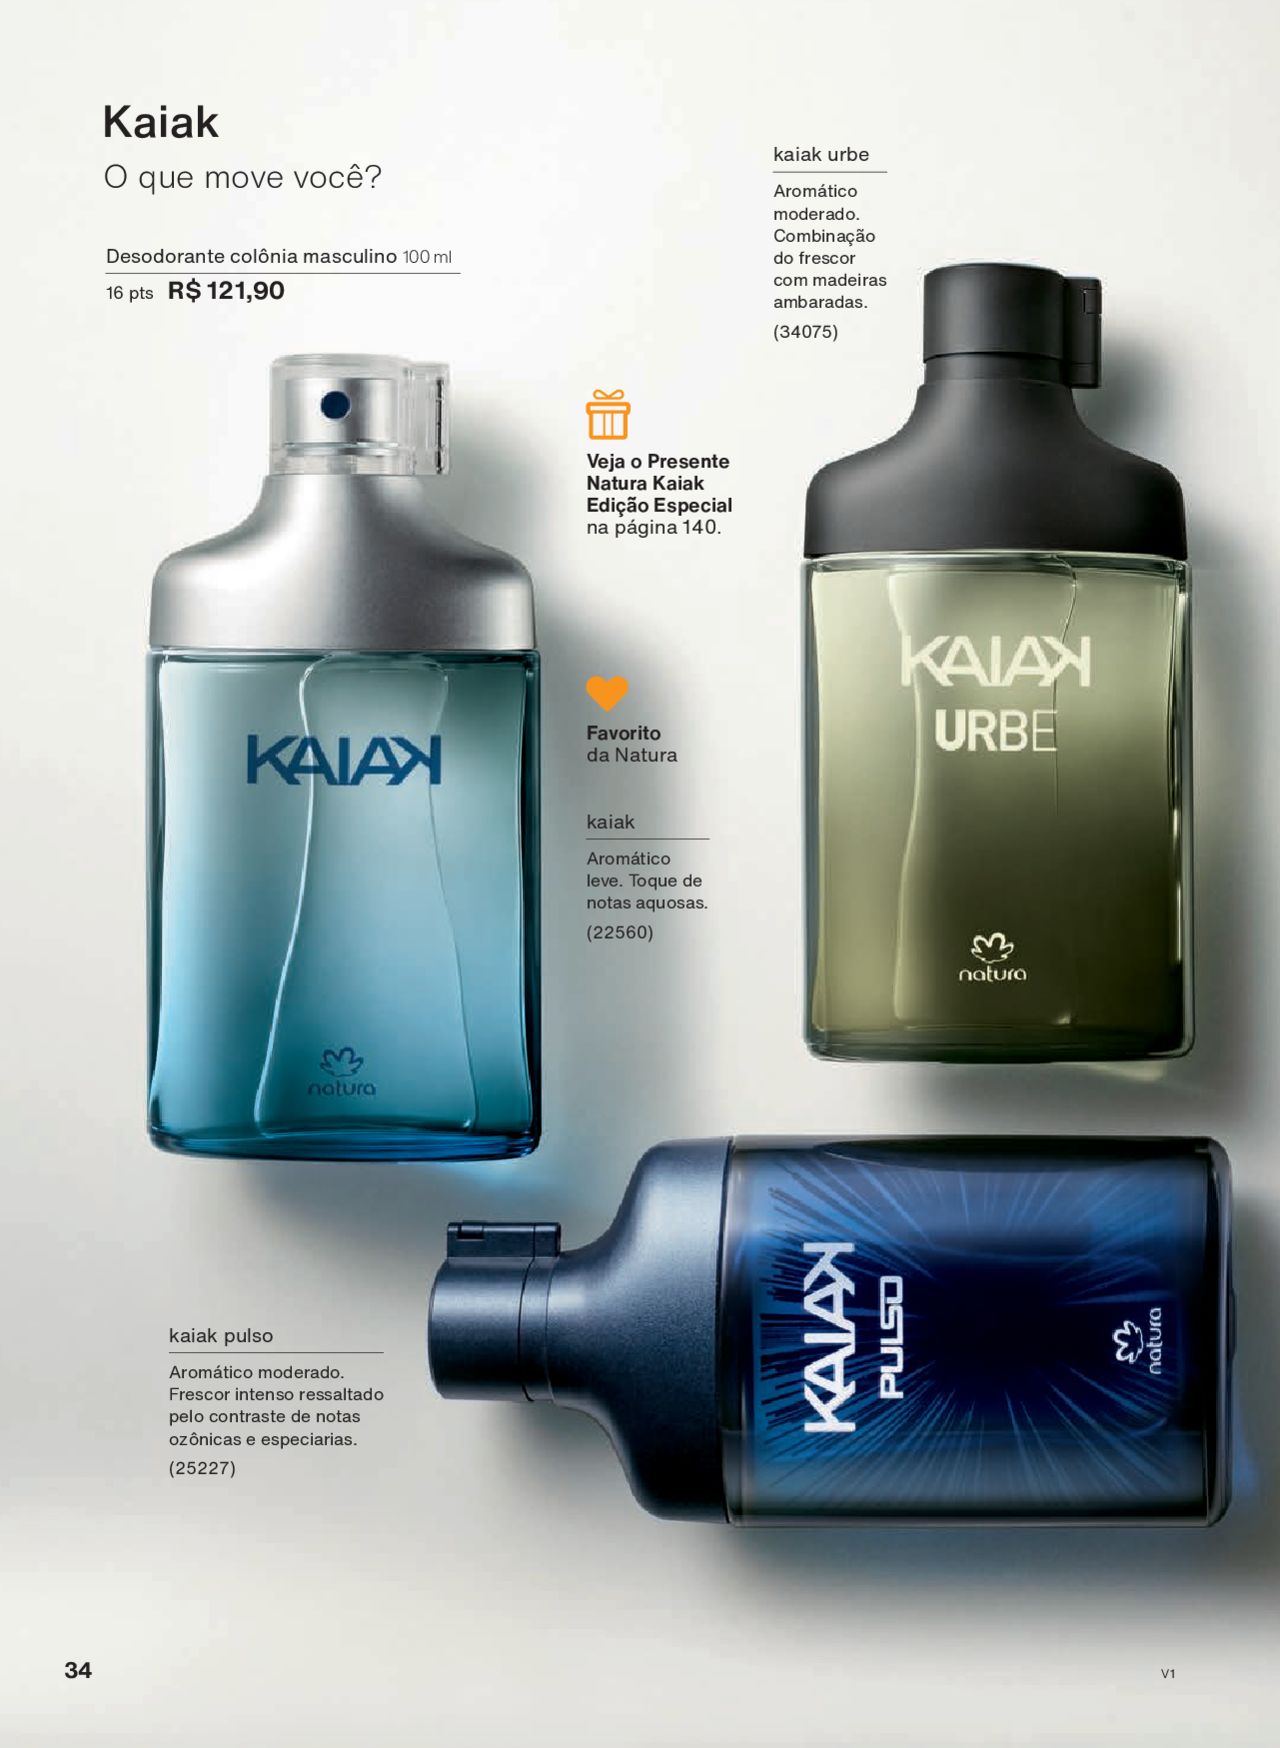 Kaiak
O que move você?
Desodorante colônia masculino 100 ml
16 pts R$ 121,90
kaiak urbe
Aromático
moderado.
Combinação
do frescor
com madeiras
ambaradas.
(34075)
Veja o Presente
Natura Kaiak
Edição Especial
na página 140.
KAIAK
URBE
natura
KAIAK
natura
Favorito
da Natura
kaiak
Aromático
leve. Toque de
notas aquosas.
(22560)
KAIAK
PULSO
natura
kaiak pulso
Aromático moderado.
Frescor intenso ressaltado
pelo contraste de notas
ozônicas e especiarias.
(25227)
34
V1